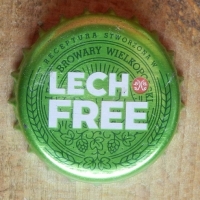 RECEPTURA STWORZONA W
BROWARY WIELKOPOLSKI
LECH
FREE